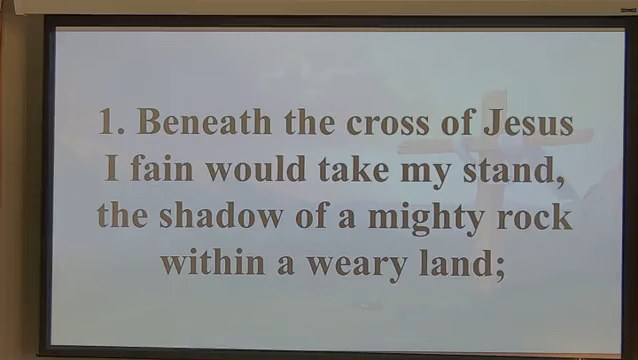 1. Beneath the cross of Jesus
I fain would take my stand,
the shadow of a mighty rock
within a weary land;